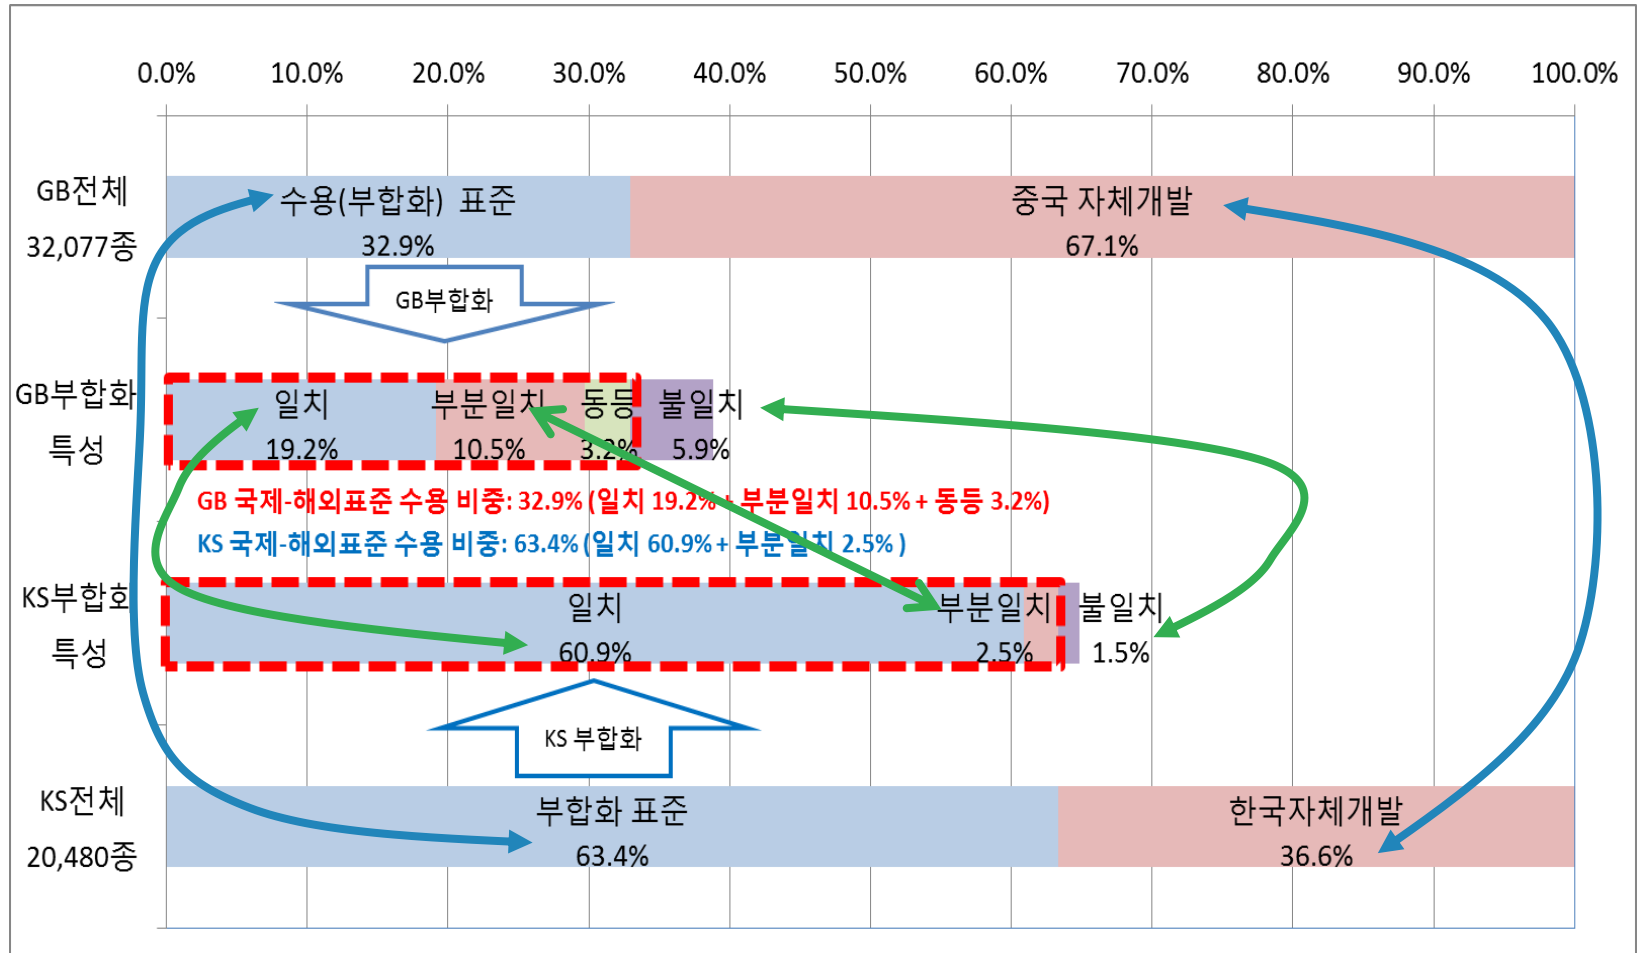 0.0% 10.0% 20.0% 30.0% 40.0% 50.0% 60.0% 70.0% 80.0% 90.0% 100.0%
GB전체
32,077종
수용(부합화) 표준
32.9%
중국 자체개발
67.1%
GB부합화
GB부합화
특성
일치
19.2%
부분일치
10.5%
동등
3.2%
불일치
5.9%
GB 국제-해외표준 수용 비중: 32.9% (일치 19.2% + 부분일치 10.5% + 동등 3.2%)
KS 국제-해외표준 수용 비중: 63.4% (일치 60.9% + 부분일치 2.5% )
KS부합화
특성
일치
60.9%
부분일치
2.5%
불일치
1.5%
KS 부합화
KS전체
20,480종
부합화 표준
63.4%
한국자체개발
36.6%